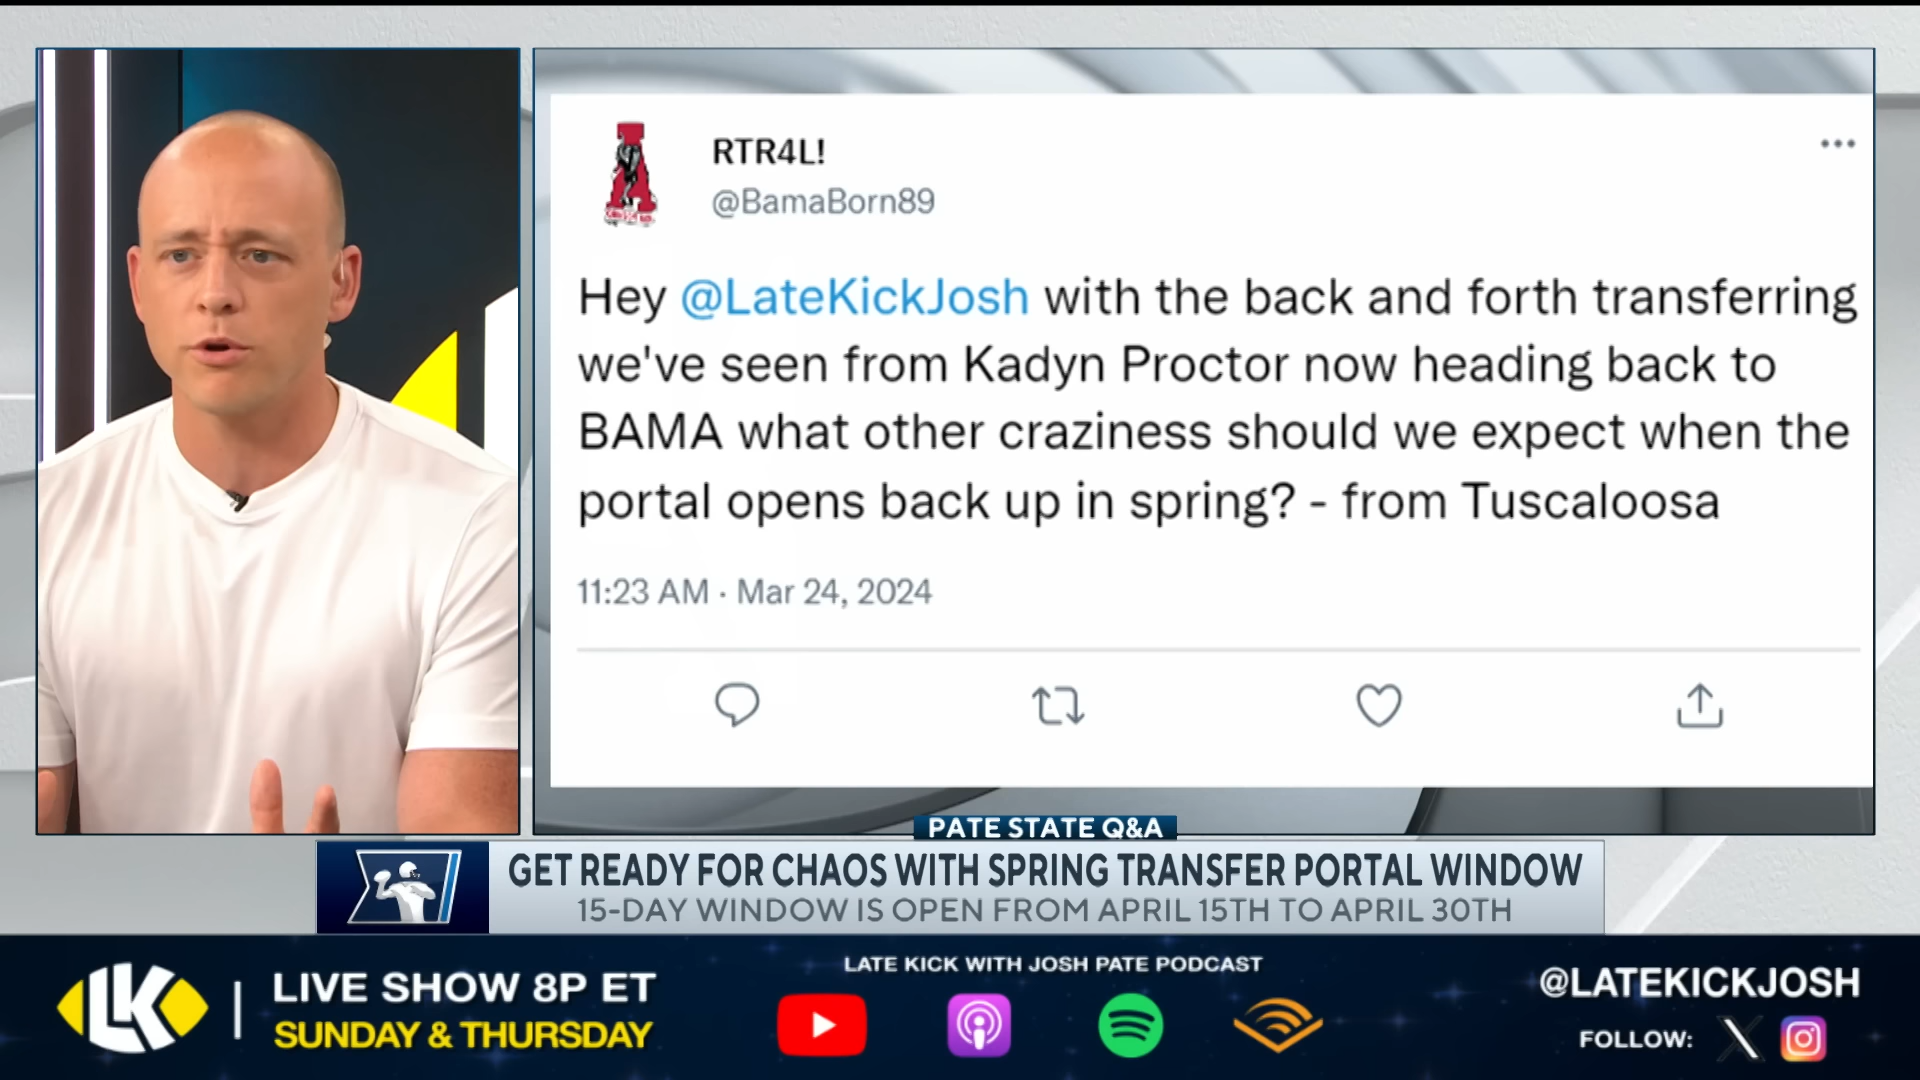 RTR4L!
@BamaBorn89
Hey @LateKickJosh with the back and forth transferring
we've seen from Kadyn Proctor now heading back to
BAMA what other craziness should we expect when the
portal opens back up in spring? - from Tuscaloosa
11:23 AM · Mar 24, 2024
PATE STATE Q&A
GET READY FOR CHAOS WITH SPRING TRANSFER PORTAL WINDOW
15-DAY WINDOW IS OPEN FROM APRIL 15TH TO APRIL 30TH
LK
LIVE SHOW 8P ET
SUNDAY & THURSDAY
LATE KICK WITH JOSH PATE PODCAST
@LATEKICKJOSH
FOLLOW: